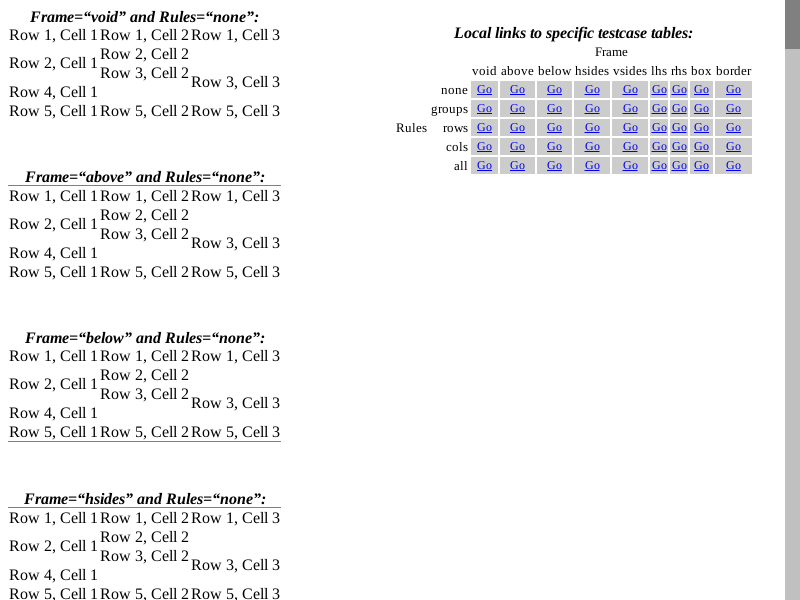 Frame=“void” and Rules=“none”:
Row 1, Cell 1 Row 1, Cell 2 Row 1, Cell 3
Row 2, Cell 2
Row 2, Cell 1
Row 3, Cell 2
Row 3, Cell 3
Row 4, Cell 1
Row 5, Cell 1 Row 5, Cell 2 Row 5, Cell 3
Frame=“above” and Rules=“none”:
Row 1, Cell 1 Row 1, Cell 2 Row 1, Cell 3
Row 2, Cell 2
Row 2, Cell 1
Row 3, Cell 2
Row 3, Cell 3
Row 4, Cell 1
Row 5, Cell 1 Row 5, Cell 2 Row 5, Cell 3
Frame=“below” and Rules=“none”:
Row 1, Cell 1 Row 1, Cell 2 Row 1, Cell 3
Row 2, Cell 2
Row 2, Cell 1
Row 3, Cell 2
Row 3, Cell 3
Row 4, Cell 1
Row 5, Cell 1 Row 5, Cell 2 Row 5, Cell 3
Frame=“hsides” and Rules=“none”:
Row 1, Cell 1 Row 1, Cell 2 Row 1, Cell 3
Row 2, Cell 2
Row 2, Cell 1
Row 3, Cell 2
Row 3, Cell 3
Row 4, Cell 1
Row 5, Cell 1 Row 5, Cell 2 Row 5, Cell 3
Local links to specific testcase tables:
Frame
void above below hsides vsides lhs rhs box border
none Go Go Go Go Go Go Go Go Go
groups Go Go Go Go Go Go Go Go Go
Rules rows Go Go Go Go Go Go Go Go Go
cols Go Go Go Go Go Go Go Go Go
all Go Go Go Go Go Go Go Go Go